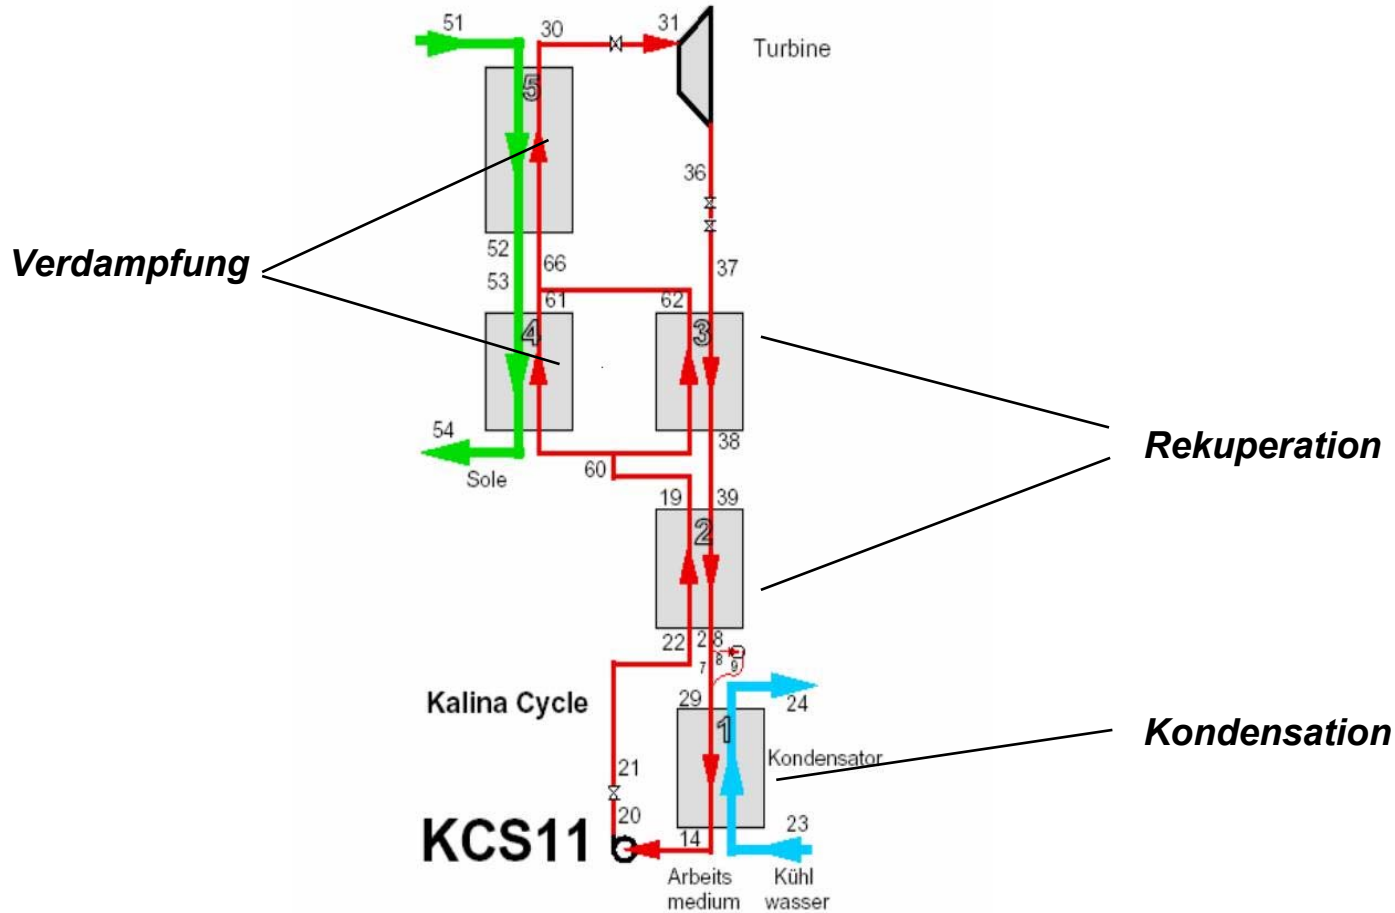 51
30
31
Turbine
5
36
Verdampfung
52
66
37
53
61
62
4
3
54
38
Rekuperation
Sole
60
19
39
2
22
28
7
8
9
Kalina Cycle
29
24
1
Kondensation
Kondensator
21
20
23
KCS11
14
Arbeits
medium
Kühl
wasser